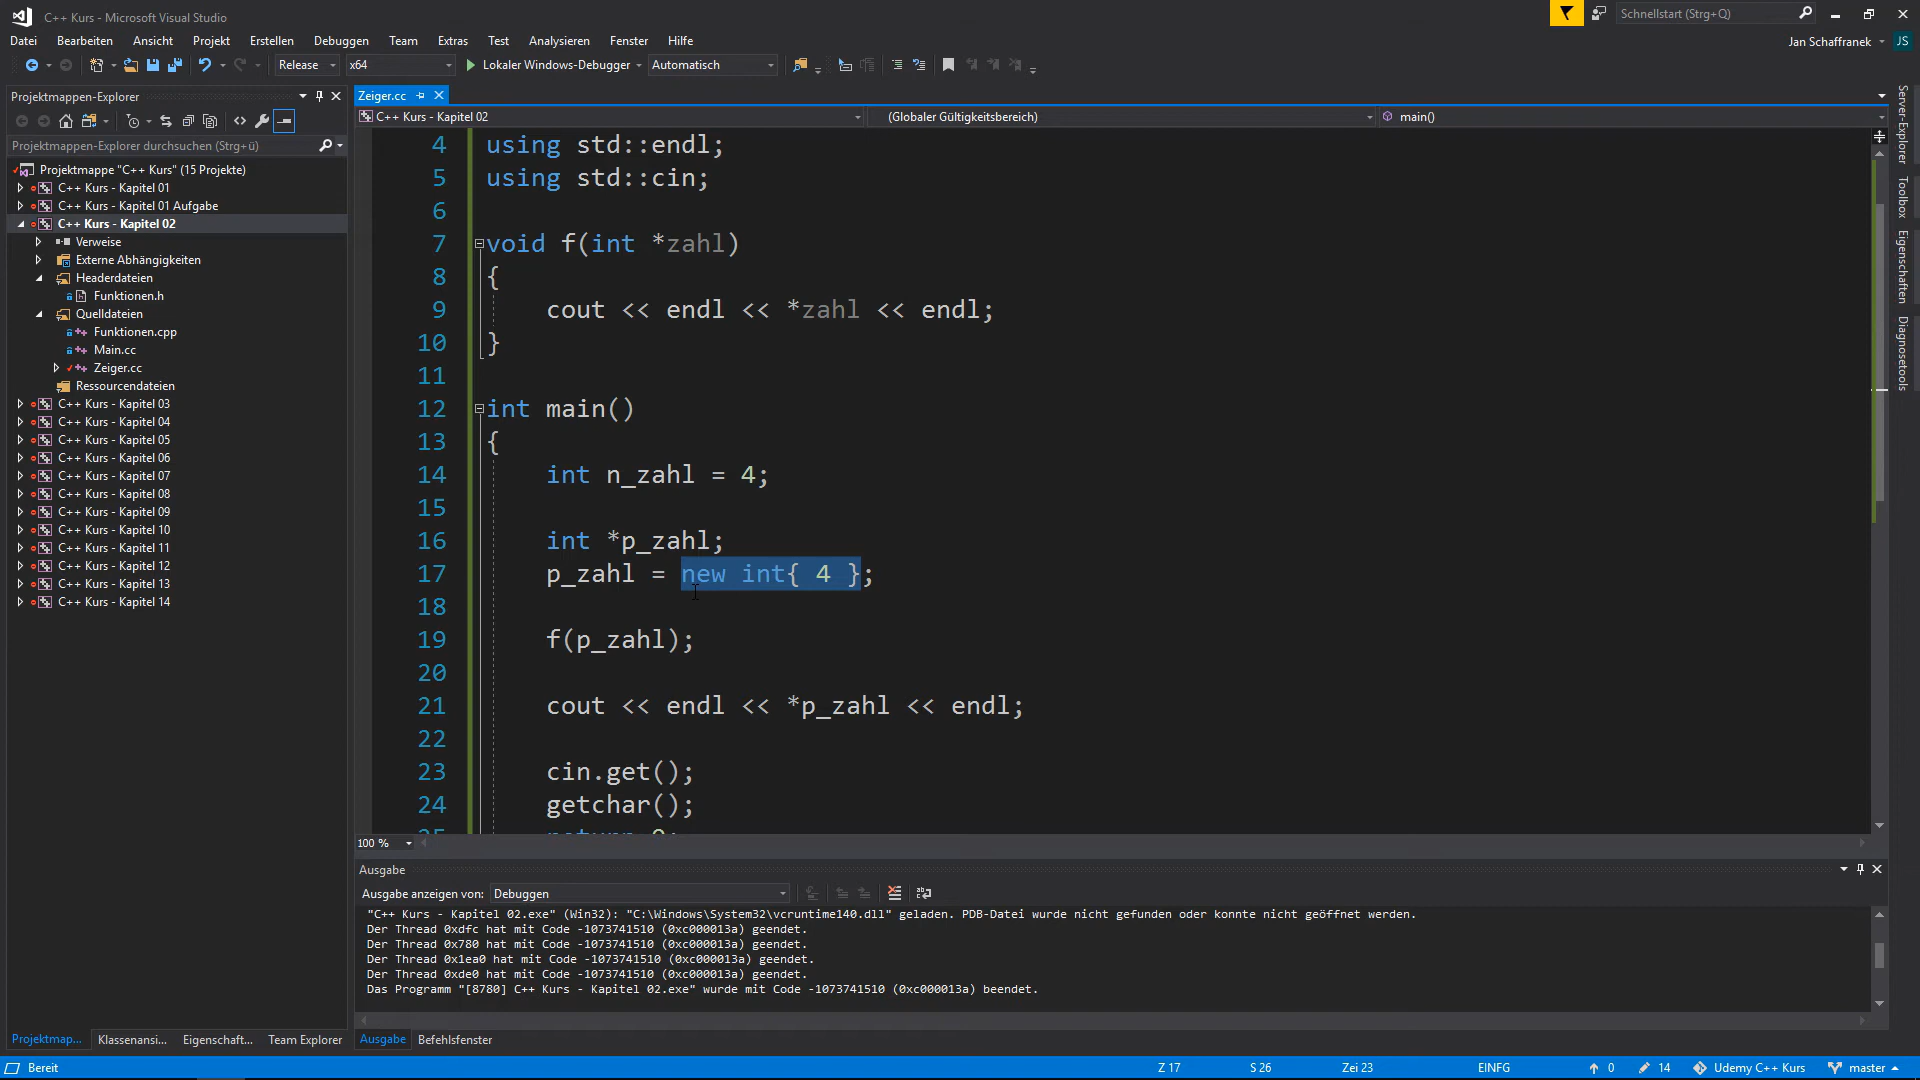 C++ Kurs - Microsoft Visual Studio
Schnellstart (Strg+Q)
Datei Bearbeiten Ansicht Projekt Erstellen Debuggen Team Extras Test Analysieren Fenster Hilfe
Jan Schaffranek JS
Release x64 Lokaler Windows-Debugger Automatisch
Projektmappen-Explorer
Projektmappen-Explorer durchsuchen (Strg+ü)
Projektmappe "C++ Kurs" (15 Projekte)
C++ Kurs - Kapitel 01
C++ Kurs - Kapitel 01 Aufgabe
C++ Kurs - Kapitel 02
Verweise
Externe Abhängigkeiten
Headerdateien
Funktionen.h
Quelldateien
Funktionen.cpp
Main.cc
Zeiger.cc
Ressourcendateien
C++ Kurs - Kapitel 03
C++ Kurs - Kapitel 04
C++ Kurs - Kapitel 05
C++ Kurs - Kapitel 06
C++ Kurs - Kapitel 07
C++ Kurs - Kapitel 08
C++ Kurs - Kapitel 09
C++ Kurs - Kapitel 10
C++ Kurs - Kapitel 11
C++ Kurs - Kapitel 12
C++ Kurs - Kapitel 13
C++ Kurs - Kapitel 14
Projektmap... Klassenansi... Eigenschaft... Team Explorer
Zeiger.cc
C++ Kurs - Kapitel 02 (Globaler Gültigkeitsbereich) main()
4 using std::endl;
5 using std::cin;
6
7 void f(int *zahl)
8 {
9 cout << endl << *zahl << endl;
10 }
11
12 int main()
13 {
14 int n_zahl = 4;
15
16 int *p_zahl;
17 p_zahl = new int{ 4 };
18
19 f(p_zahl);
20
21 cout << endl << *p_zahl << endl;
22
23 cin.get();
24 getchar();
25 return 0;
100 %
Ausgabe
Ausgabe anzeigen von: Debuggen
"C++ Kurs - Kapitel 02.exe" (Win32): "C:\Windows\System32\vcruntime140.dll" geladen. PDB-Datei wurde nicht gefunden oder konnte nicht geöffnet werden.
Der Thread 0xdfc hat mit Code -1073741510 (0xc000013a) geendet.
Der Thread 0x780 hat mit Code -1073741510 (0xc000013a) geendet.
Der Thread 0x1ea0 hat mit Code -1073741510 (0xc000013a) geendet.
Der Thread 0xde0 hat mit Code -1073741510 (0xc000013a) geendet.
Das Programm "[8780] C++ Kurs - Kapitel 02.exe" wurde mit Code -1073741510 (0xc000013a) beendet.
Ausgabe Befehlsfenster
Server-Explorer
Toolbox
Eigenschaften
Diagnosetools
Bereit Z 17 S 26 Zei 23 EINFG 0 14 Udemy C++ Kurs master